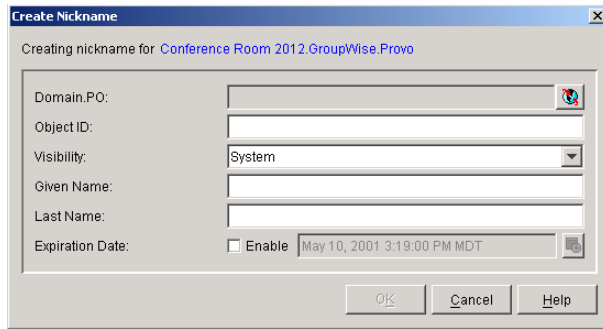 Create Nickname
Creating nickname for Conference Room 2012.GroupWise.Provo
Domain.PO:
Object ID:
Visibility: System
Given Name:
Last Name:
Expiration Date: Enable May 10, 2001 3:19:00 PM MDT
OK Cancel Help